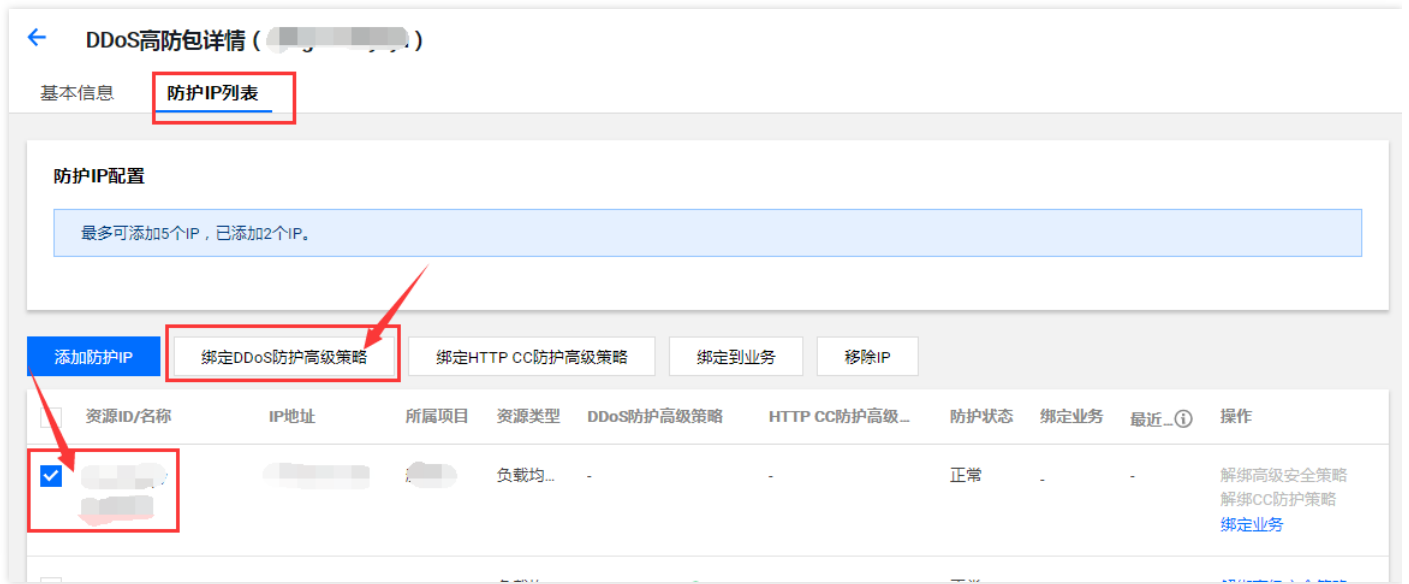 DDoS高防包详情 ( )
基本信息 防护IP列表
防护IP配置
最多可添加5个IP，已添加2个IP。
添加防护IP 绑定DDoS防护高级策略 绑定HTTP CC防护高级策略 绑定到业务 移除IP
资源ID/名称 IP地址 所属项目 资源类型 DDoS防护高级策略 HTTP CC防护高级... 防护状态 绑定业务 最近... 操作
负载均... - - 正常 - - 解绑高级安全策略
解绑CC防护策略
绑定业务